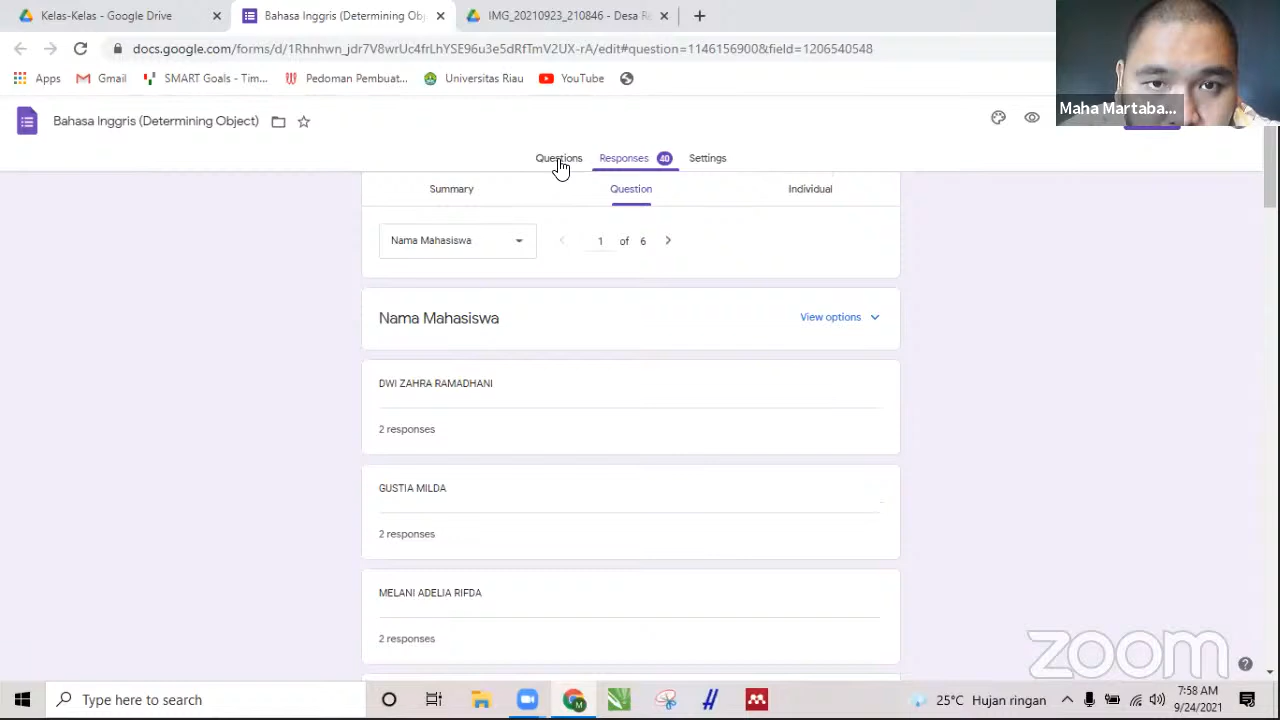 Kelas-Kelas - Google Drive
Bahasa Inggris (Determining Obj
IMG_20210923_210846 - Desa Re
docs.google.com/forms/d/1Rhnhwn_jdr7V8wrUc4frLhYSE96u3e5dRfTmV2UX-rA/edit#question=1146156900&field=1206540548
Apps
Gmail
SMART Goals - Tim...
Pedoman Pembuat...
Universitas Riau
YouTube
Maha Martaba...
Bahasa Inggris (Determining Object)
Questions
Responses 40
Settings
Summary
Question
Individual
Nama Mahasiswa
1 of 6
Nama Mahasiswa
View options
DWI ZAHRA RAMADHANI
2 responses
GUSTIA MILDA
2 responses
MELANI ADELIA RIFDA
2 responses
zoom
Type here to search
25°C Hujan ringan
7:58 AM
9/24/2021